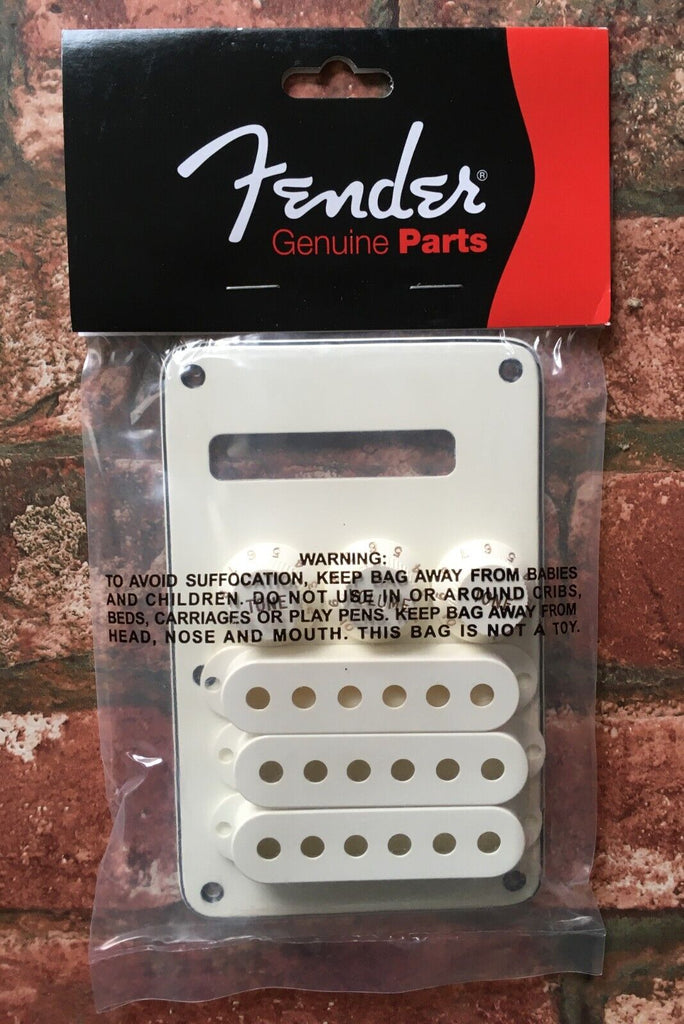 Fender®
Genuine Parts
WARNING:
TO AVOID SUFFOCATION, KEEP BAG AWAY FROM BABIES
AND CHILDREN. DO NOT USE IN OR AROUND CRIBS,
BEDS, CARRIAGES OR PLAY PENS. KEEP BAG AWAY FROM
HEAD, NOSE AND MOUTH. THIS BAG IS NOT A TOY.
TONE
TONE